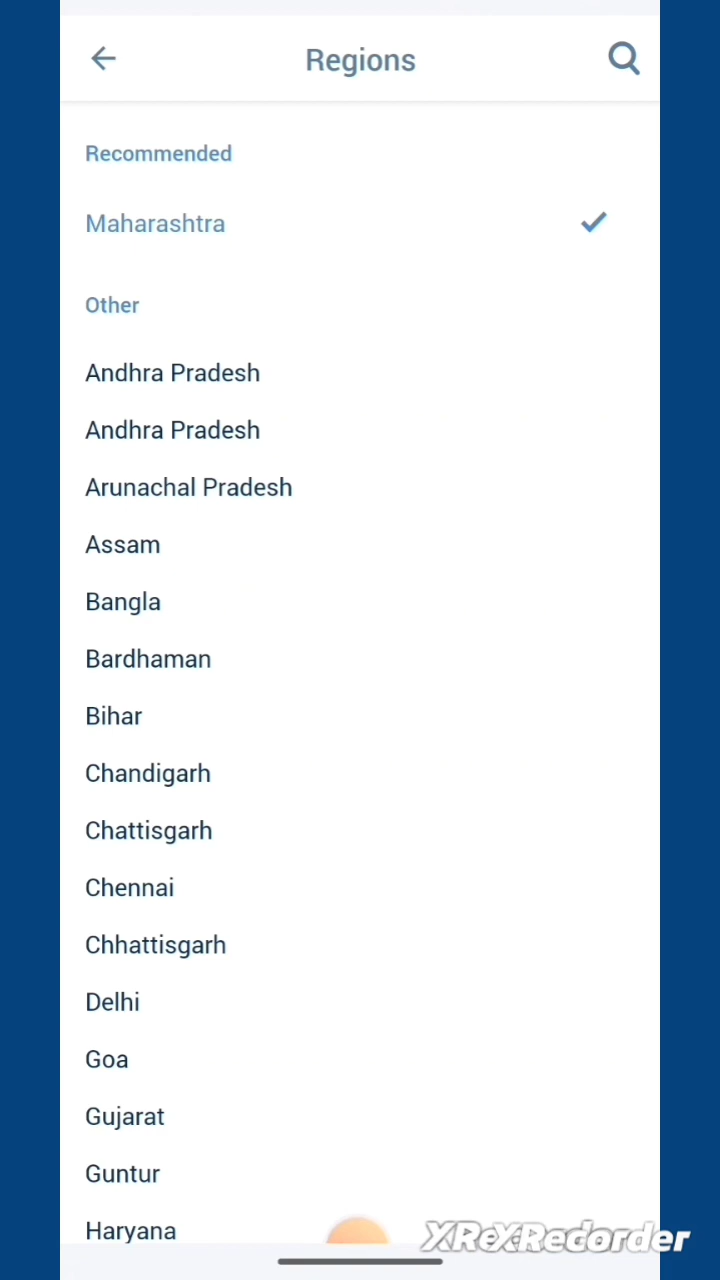 Regions
Recommended
Maharashtra
Other
Andhra Pradesh
Andhra Pradesh
Arunachal Pradesh
Assam
Bangla
Bardhaman
Bihar
Chandigarh
Chattisgarh
Chennai
Chhattisgarh
Delhi
Goa
Gujarat
Guntur
Haryana
XRecorder